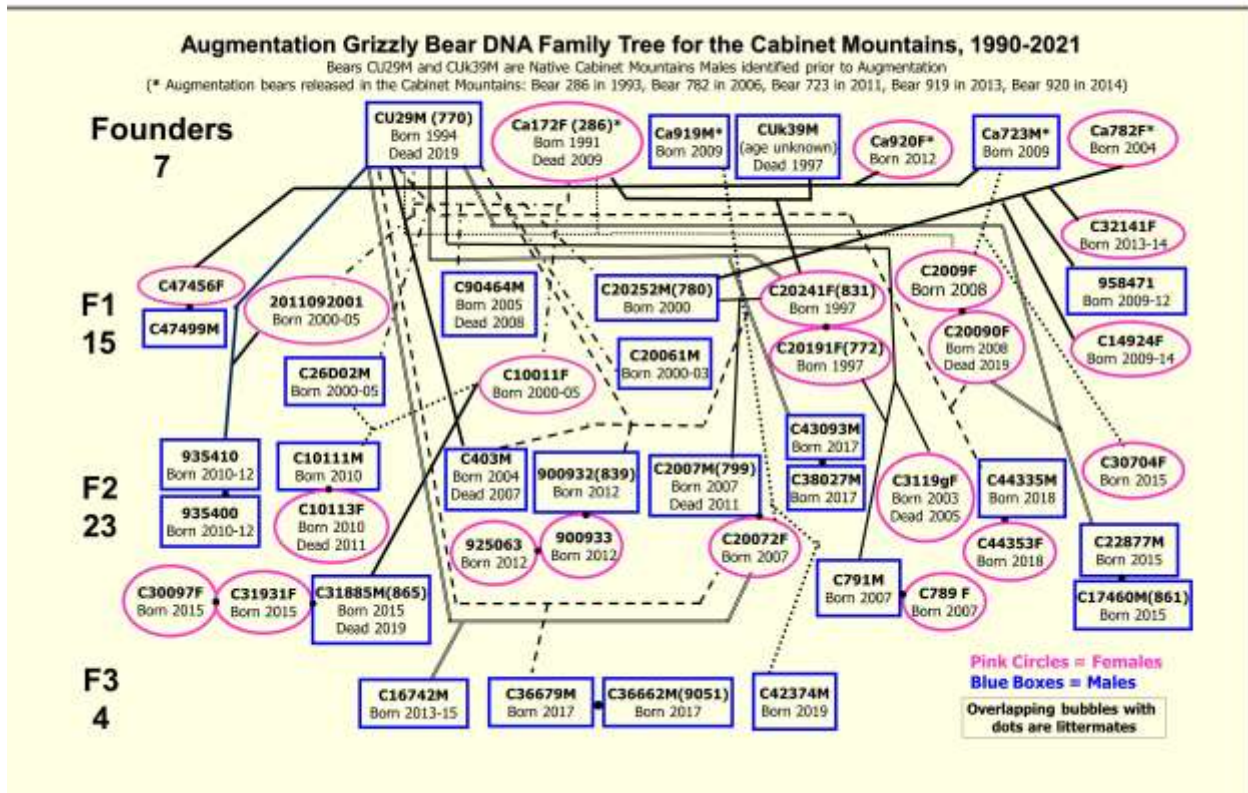 Augmentation Grizzly Bear DNA Family Tree for the Cabinet Mountains, 1990-2021
Bears CU29M and CUk39M are Native Cabinet Mountains Males identified prior to Augmentation
(* Augmentation bears released in the Cabinet Mountains: Bear 286 in 1993, Bear 782 in 2006, Bear 723 in 2011, Bear 919 in 2013, Bear 920 in 2014)
Founders
7
CU29M (770)
Born 1994
Dead 2019
Ca172F (286)*
Born 1991
Dead 2009
Ca919M*
Born 2009
CUk39M
(age unknown)
Dead 1997
Ca920F*
Born 2012
Ca723M*
Born 2009
Ca782F*
Born 2004
F1
15
C47456F
C47499M
2011092001
Born 2000-05
C90464M
Born 2005
Dead 2008
C20252M(780)
Born 2000
C20241F(831)
Born 1997
C2009F
Born 2008
C32141F
Born 2013-14
958471
Born 2009-12
C26D02M
Born 2000-05
C10011F
Born 2000-05
C20061M
Born 2000-03
C20191F(772)
Born 1997
C20090F
Born 2008
Dead 2019
C14924F
Born 2009-14
F2
23
935410
Born 2010-12
935400
Born 2010-12
C10111M
Born 2010
C10113F
Born 2010
Dead 2011
C403M
Born 2004
Dead 2007
900932(839)
Born 2012
925063
Born 2012
900933
Born 2012
C2007M(799)
Born 2007
Dead 2011
C20072F
Born 2007
C43093M
Born 2017
C38027M
Born 2017
C3119gF
Born 2003
Dead 2005
C44335M
Born 2018
C44353F
Born 2018
C30704F
Born 2015
C22877M
Born 2015
C17460M(861)
Born 2015
C30097F
Born 2015
C31931F
Born 2015
C31885M(865)
Born 2015
Dead 2019
C791M
Born 2007
C789 F
Born 2007
F3
4
C16742M
Born 2013-15
C36679M
Born 2017
C36662M(9051)
Born 2017
C42374M
Born 2019
Pink Circles = Females
Blue Boxes = Males
Overlapping bubbles with
dots are littermates